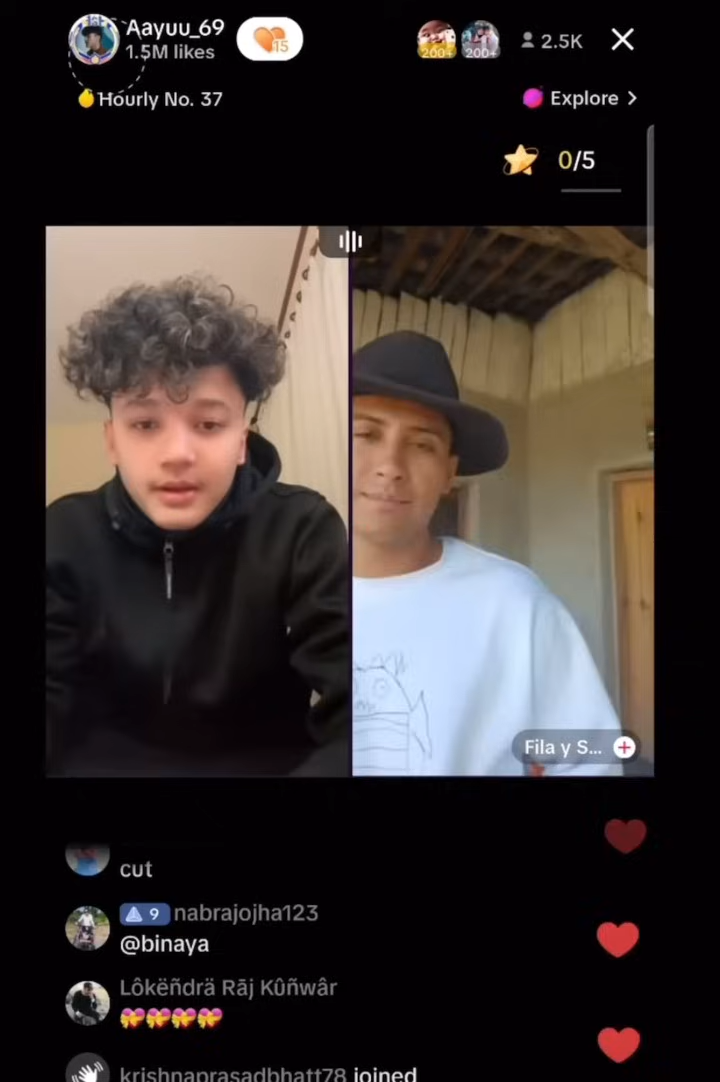 Aayuu_69
1.5M likes
15
200+
200+
2.5K
Hourly No. 37
Explore
0/5
Fila y S...
cut
9 nabrajojha123
@binaya
Lôkëñdrä Rāj Kûñwâr
krishnaprasadbhatt78 joined